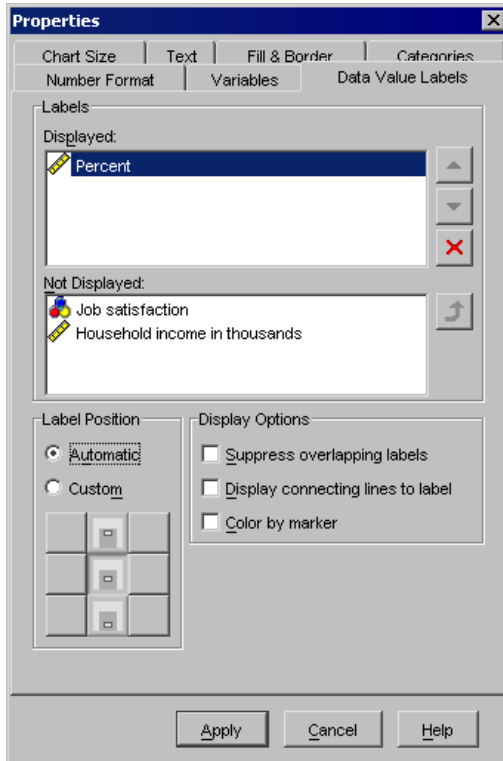 Properties
Chart Size Text Fill & Border Categories
Number Format Variables Data Value Labels
Labels
Displayed:
Percent
Not Displayed:
Job satisfaction
Household income in thousands
Label Position
Automatic
Custom
Display Options
Suppress overlapping labels
Display connecting lines to label
Color by marker
Apply Cancel Help